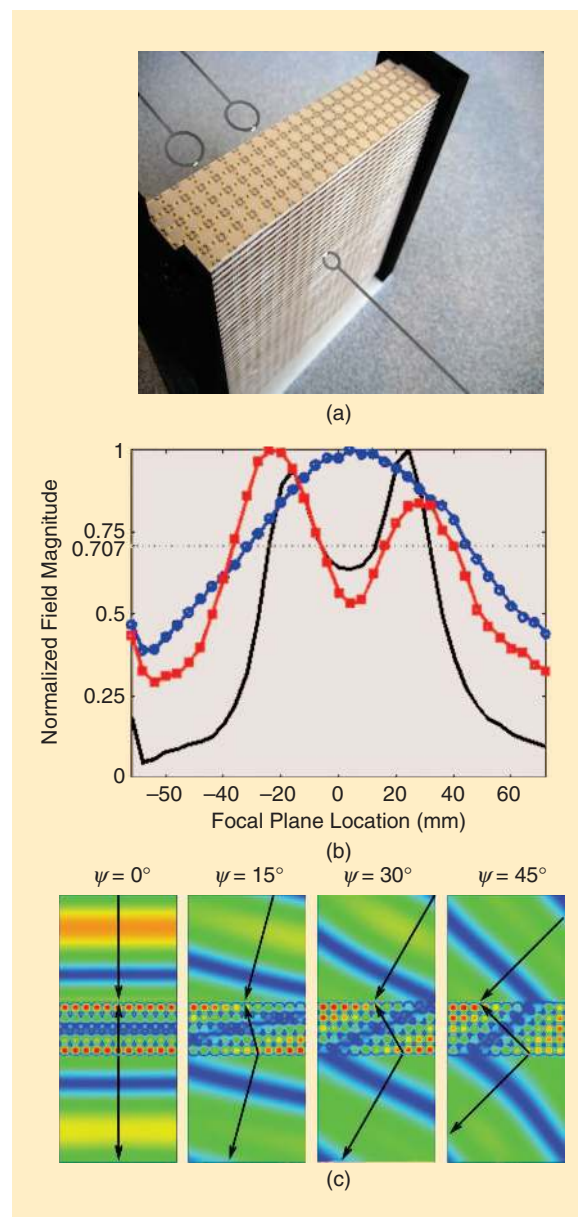 (a)
1
0.75
0.707
0.5
0.25
0
Normalized Field Magnitude
–50 –40 –20 0 20 40 60
Focal Plane Location (mm)
(b)
ψ = 0° ψ = 15° ψ = 30° ψ = 45°
(c)